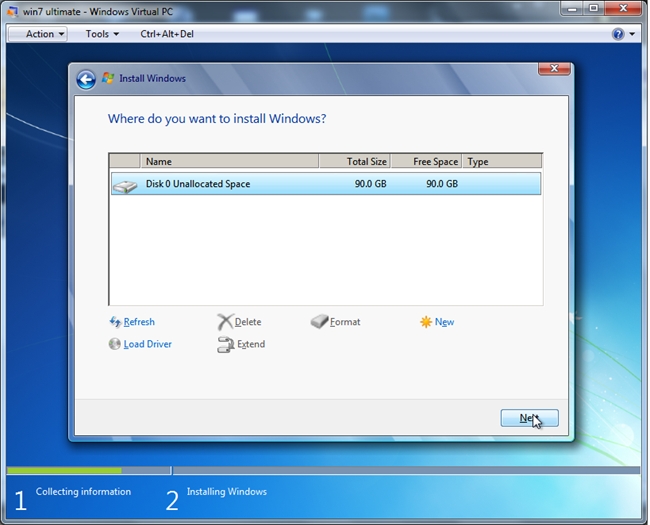 win7 ultimate - Windows Virtual PC
Action Tools Ctrl+Alt+Del
Install Windows
Where do you want to install Windows?
Name Total Size Free Space Type
Disk 0 Unallocated Space 90.0 GB 90.0 GB
Refresh Delete Format New
Load Driver Extend
Next
1 Collecting information 2 Installing Windows